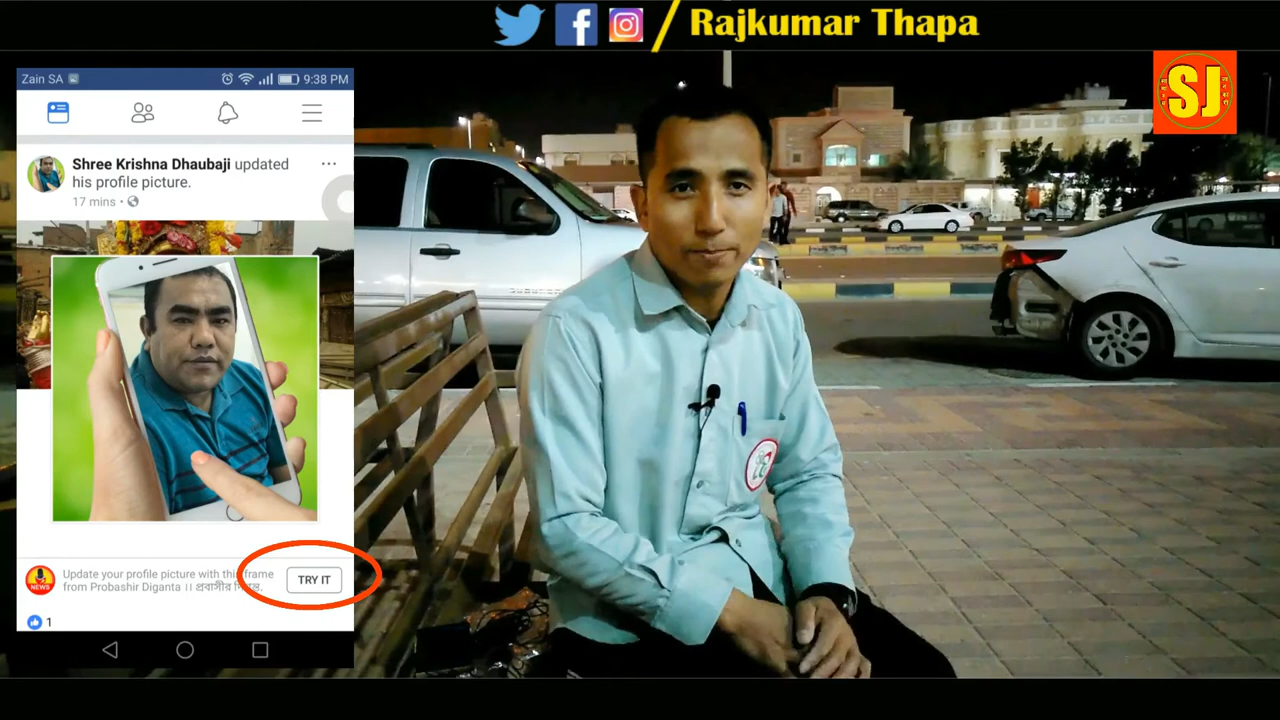 Rajkumar Thapa
SJ
Zain SA
9:38 PM
Shree Krishna Dhaubaji updated
his profile picture.
17 mins
Update your profile picture with this frame
from Probashir Diganta ।। প্রবাসীর
TRY IT
NEWS
1